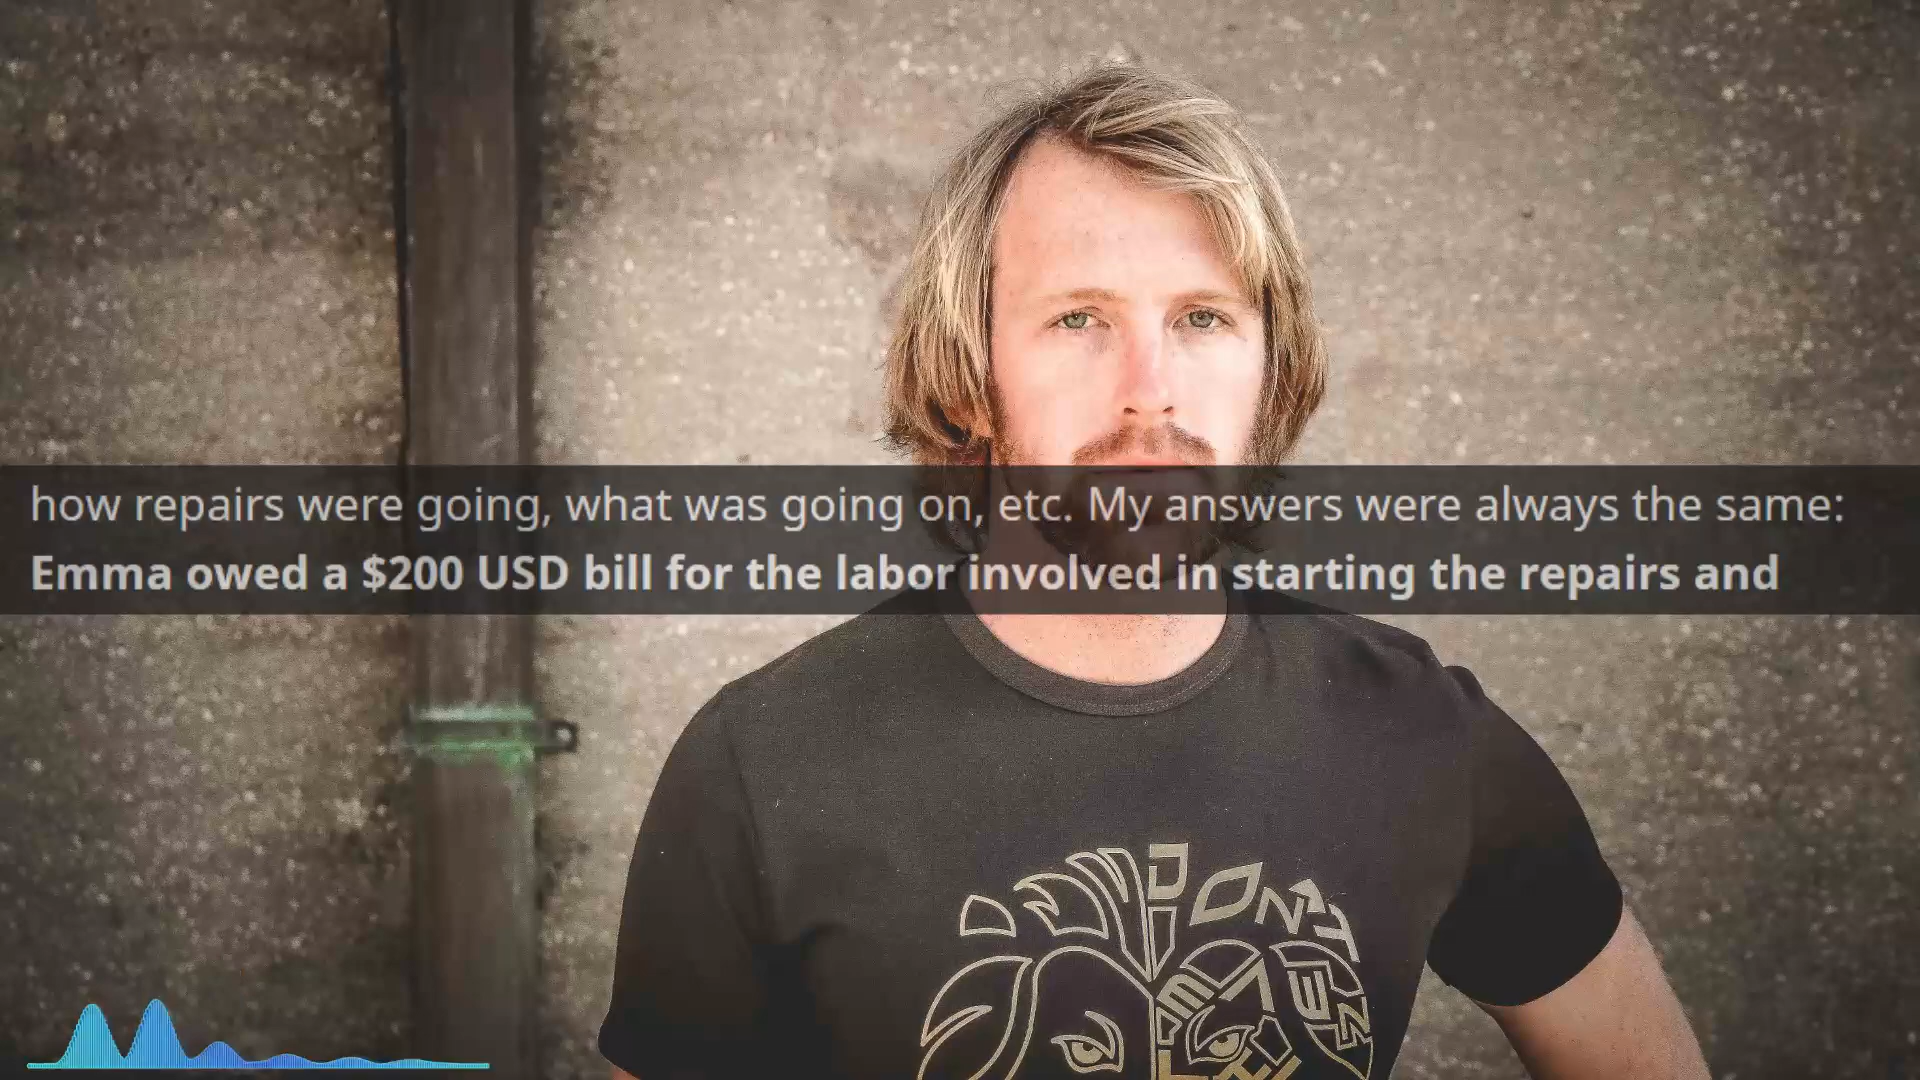 how repairs were going, what was going on, etc. My answers were always the same:
Emma owed a $200 USD bill for the labor involved in starting the repairs and